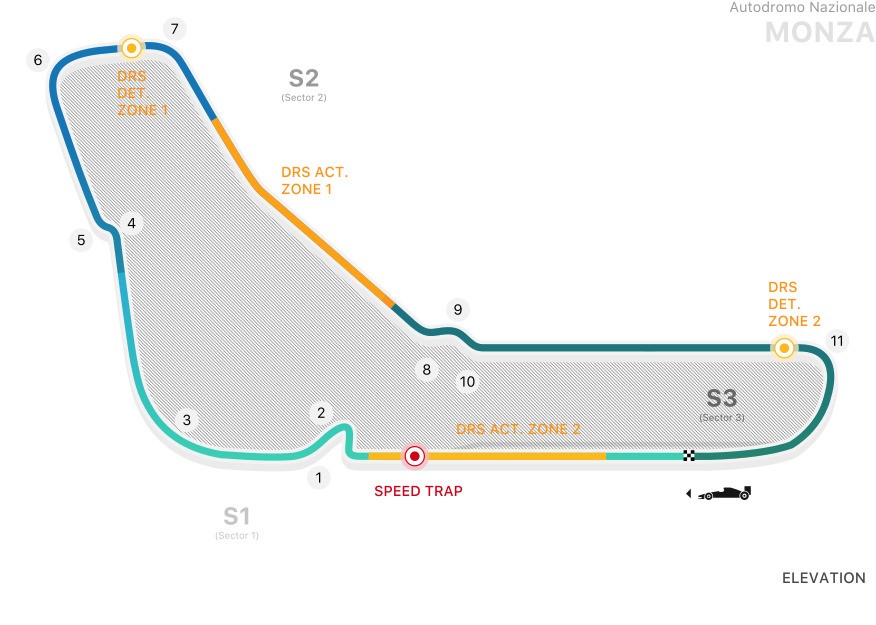 Autodromo Nazionale
MONZA
7
6
DRS
DET.
ZONE 1
S2
(Sector 2)
DRS ACT.
ZONE 1
4
5
DRS
DET.
ZONE 2
9
11
8
10
S3
(Sector 3)
3
2
DRS ACT. ZONE 2
1
SPEED TRAP
S1
(Sector 1)
ELEVATION